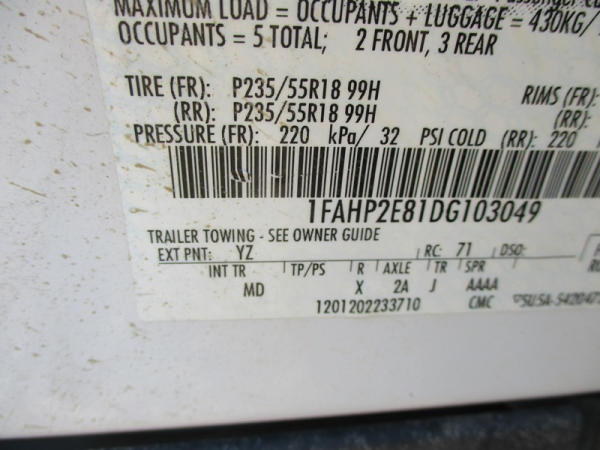 MAXIMUM LOAD = OCCUPANTS + LUGGAGE = 430KG/
OCCUPANTS = 5 TOTAL; 2 FRONT, 3 REAR
TIRE (FR): P235/55R18 99H RIMS (FR):
(RR): P235/55R18 99H (RR):
PRESSURE (FR): 220 kPa/ 32 PSI COLD (RR): 220
1FAHP2E81DG103049
TRAILER TOWING - SEE OWNER GUIDE
EXT PNT: YZ RC: 71 DSO:
INT TR TP/PS R AXLE TR SPR
MD X 2A J AAAA
1201202233710 CMC